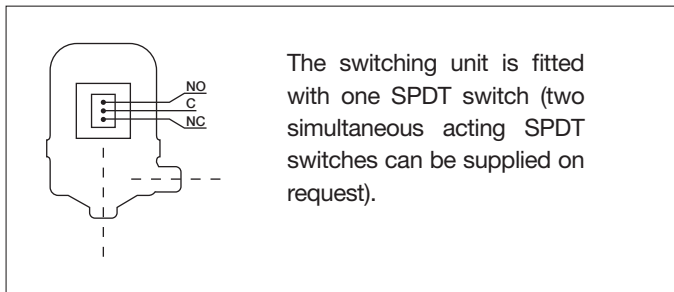 NO
C
NC
The switching unit is fitted
with one SPDT switch (two
simultaneous acting SPDT
switches can be supplied on
request).